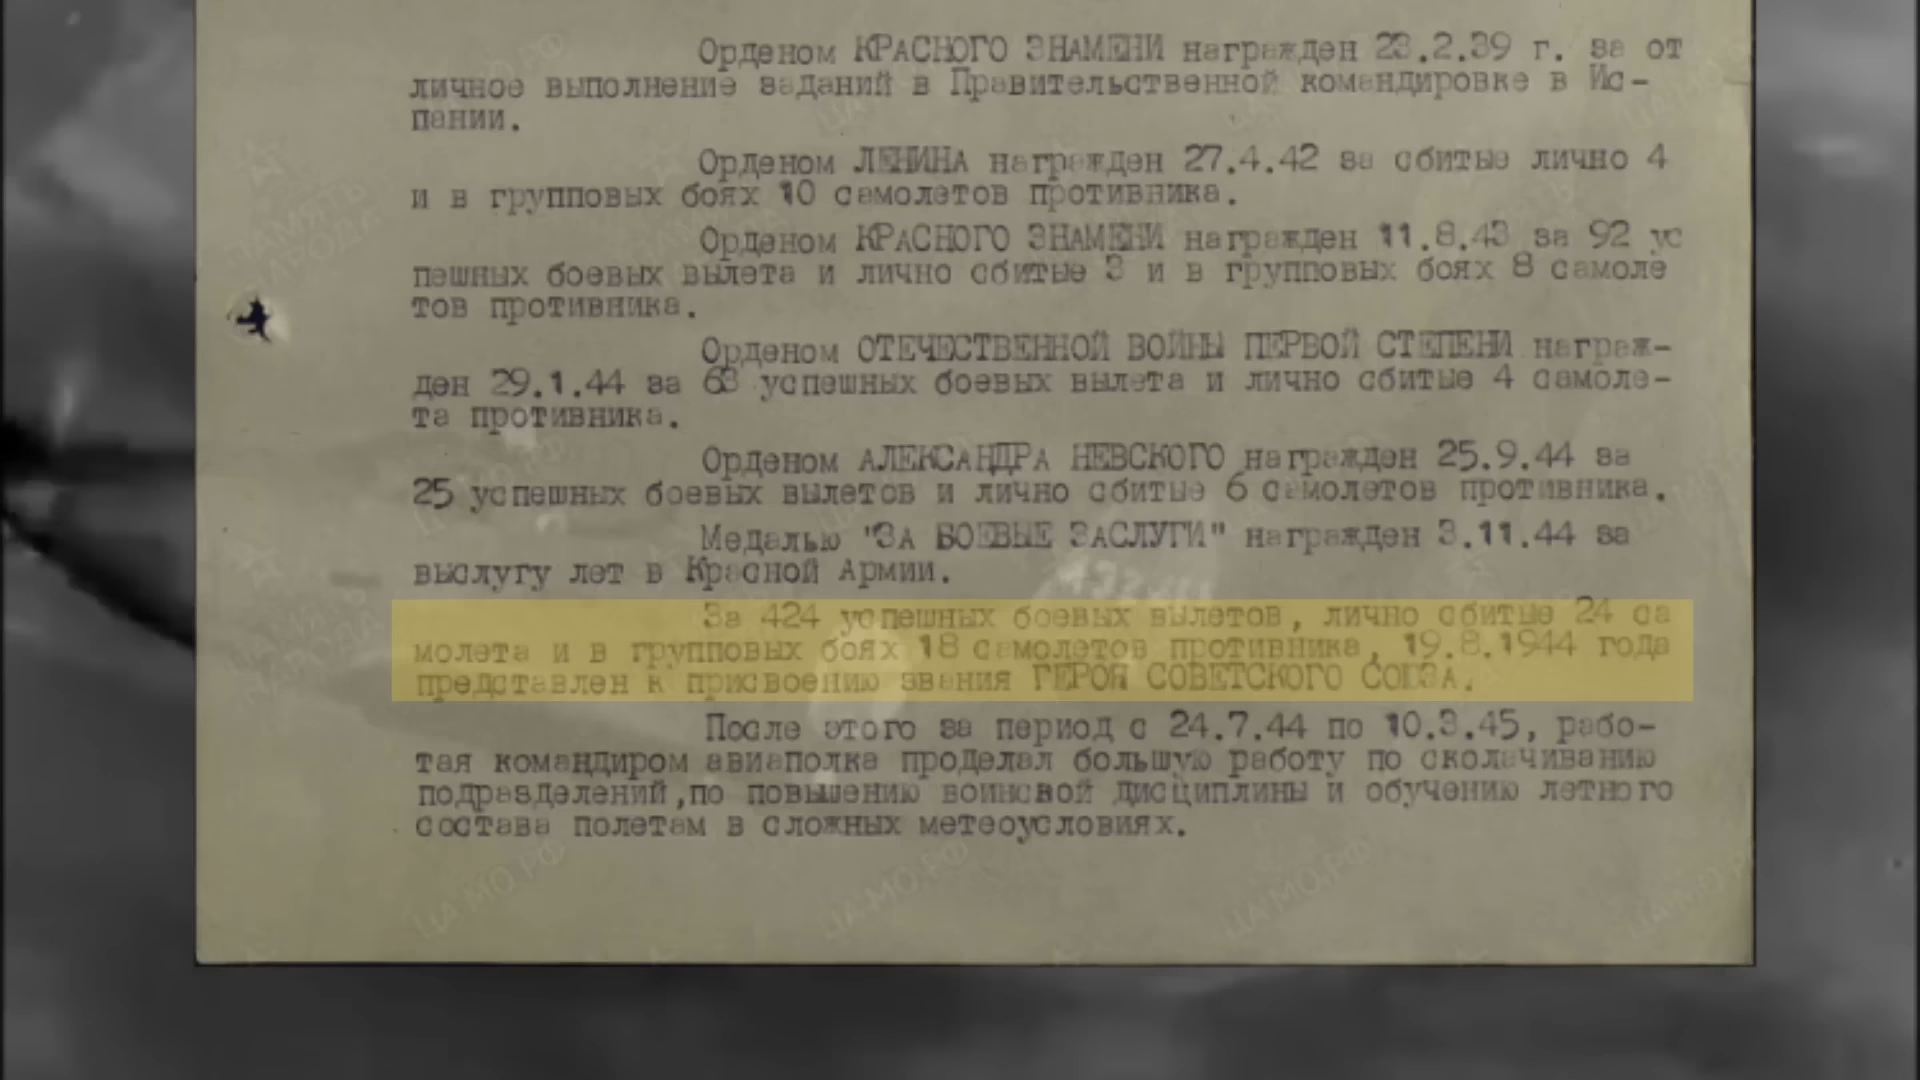 Орденом КРАСНОГО ЗНАМЕНИ награжден 23.2.39 г. за от
личное выполнение заданий в Правительственной командировке в Ис-
пании.
Орденом ЛЕНИНА награжден 27.4.42 за сбитые лично 4
и в групповых боях 10 самолетов противника.
Орденом КРАСНОГО ЗНАМЕНИ награжден 11.8.43 за 92 ус
пешных боевых вылета и лично сбитые 3 и в групповых боях 8 самоле
тов противника.
Орденом ОТЕЧЕСТВЕННОЙ ВОЙНЫ ПЕРВОЙ СТЕПЕНИ награж-
ден 29.1.44 за 63 успешных боевых вылета и лично сбитые 4 самоле-
та противника.
Орденом АЛЕКСАНДРА НЕВСКОГО награжден 25.9.44 за
25 успешных боевых вылетов и лично сбитые 6 самолетов противника.
Медалью "ЗА БОЕВЫЕ ЗАСЛУГИ" награжден 3.11.44 за
выслугу лет в Красной Армии.
За 424 успешных боевых вылетов, лично сбитые 24 са
молета и в групповых боях 18 самолетов противника, 19.8.1944 года
представлен к присвоению звания ГЕРОЯ СОВЕТСКОГО СОЮЗА.
После этого за период с 24.7.44 по 10.3.45, рабо-
тая командиром авиаполка проделал большую работу по сколачиванию
подразделений,по повышению воинской дисциплины и обучению летного
состава полетам в сложных метеоусловиях.
ПАМЯТЬ НАРОДА
ЦА МО РФ